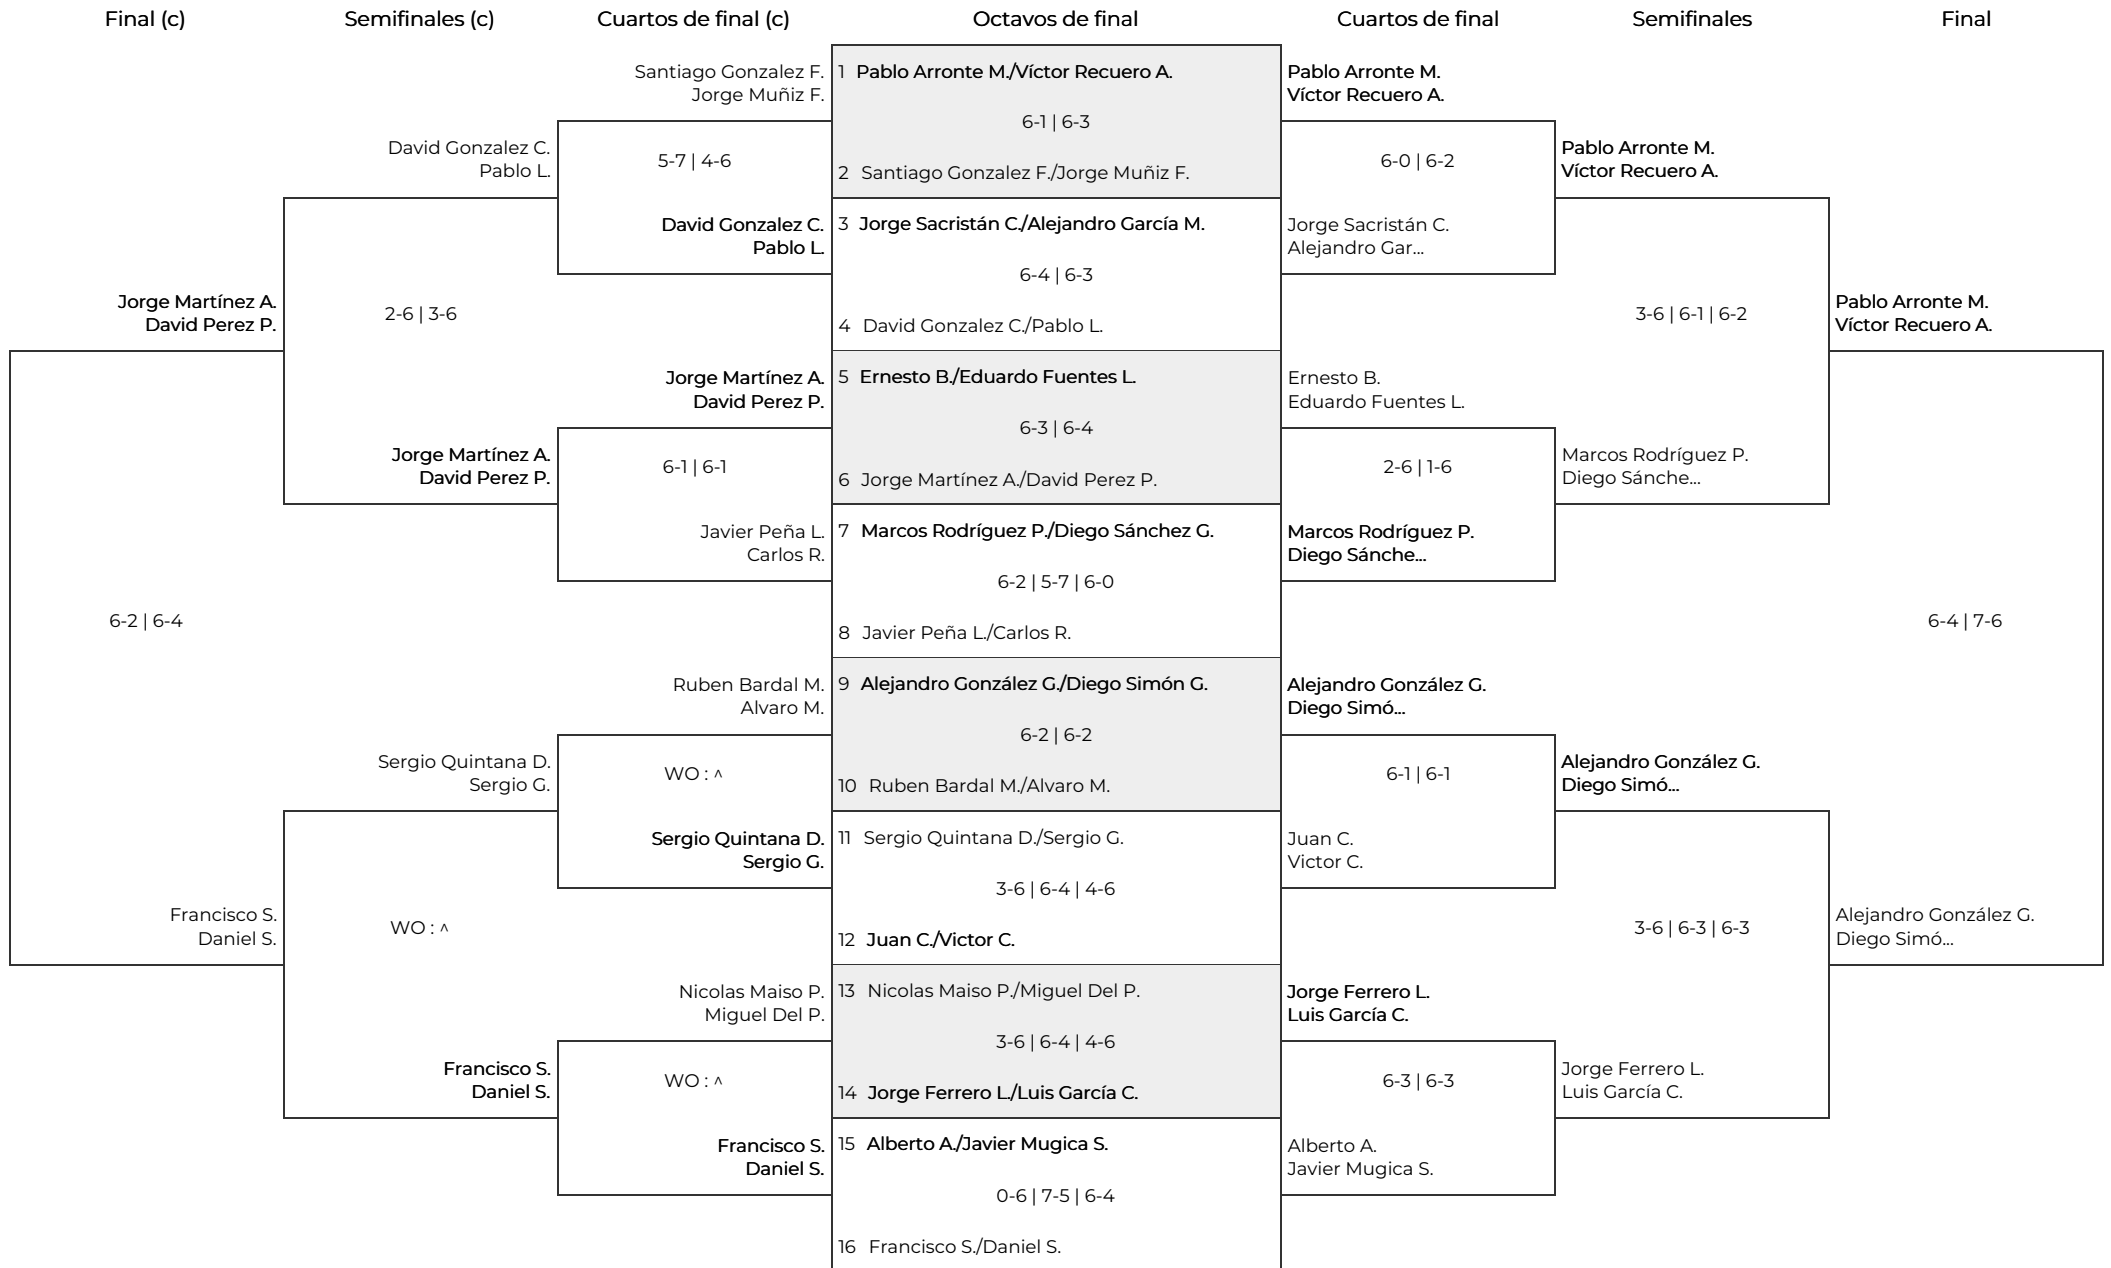 Final (c)
Semifinales (c)
Cuartos de final (c)
Octavos de final
Cuartos de final
Semifinales
Final
Jorge Martínez A.
David Perez P.
6-2 | 6-4
Francisco S.
Daniel S.
David Gonzalez C.
Pablo L.
2-6 | 3-6
Jorge Martínez A.
David Perez P.
Sergio Quintana D.
Sergio G.
WO : ^
Francisco S.
Daniel S.
Santiago Gonzalez F.
Jorge Muñiz F.
5-7 | 4-6
David Gonzalez C.
Pablo L.
Jorge Martínez A.
David Perez P.
6-1 | 6-1
Javier Peña L.
Carlos R.
Ruben Bardal M.
Alvaro M.
WO : ^
Sergio Quintana D.
Sergio G.
Nicolas Maiso P.
Miguel Del P.
WO : ^
Francisco S.
Daniel S.
1 Pablo Arronte M./Víctor Recuero A.
6-1 | 6-3
2 Santiago Gonzalez F./Jorge Muñiz F.
3 Jorge Sacristán C./Alejandro García M.
6-4 | 6-3
4 David Gonzalez C./Pablo L.
5 Ernesto B./Eduardo Fuentes L.
6-3 | 6-4
6 Jorge Martínez A./David Perez P.
7 Marcos Rodríguez P./Diego Sánchez G.
6-2 | 5-7 | 6-0
8 Javier Peña L./Carlos R.
9 Alejandro González G./Diego Simón G.
6-2 | 6-2
10 Ruben Bardal M./Alvaro M.
11 Sergio Quintana D./Sergio G.
3-6 | 6-4 | 4-6
12 Juan C./Victor C.
13 Nicolas Maiso P./Miguel Del P.
3-6 | 6-4 | 4-6
14 Jorge Ferrero L./Luis García C.
15 Alberto A./Javier Mugica S.
0-6 | 7-5 | 6-4
16 Francisco S./Daniel S.
Pablo Arronte M.
Víctor Recuero A.
6-0 | 6-2
Jorge Sacristán C.
Alejandro Gar...
Ernesto B.
Eduardo Fuentes L.
2-6 | 1-6
Marcos Rodríguez P.
Diego Sánche...
Alejandro González G.
Diego Simó...
6-1 | 6-1
Juan C.
Victor C.
Jorge Ferrero L.
Luis García C.
6-3 | 6-3
Alberto A.
Javier Mugica S.
Pablo Arronte M.
Víctor Recuero A.
3-6 | 6-1 | 6-2
Marcos Rodríguez P.
Diego Sánche...
Alejandro González G.
Diego Simó...
3-6 | 6-3 | 6-3
Jorge Ferrero L.
Luis García C.
Pablo Arronte M.
Víctor Recuero A.
6-4 | 7-6
Alejandro González G.
Diego Simó...